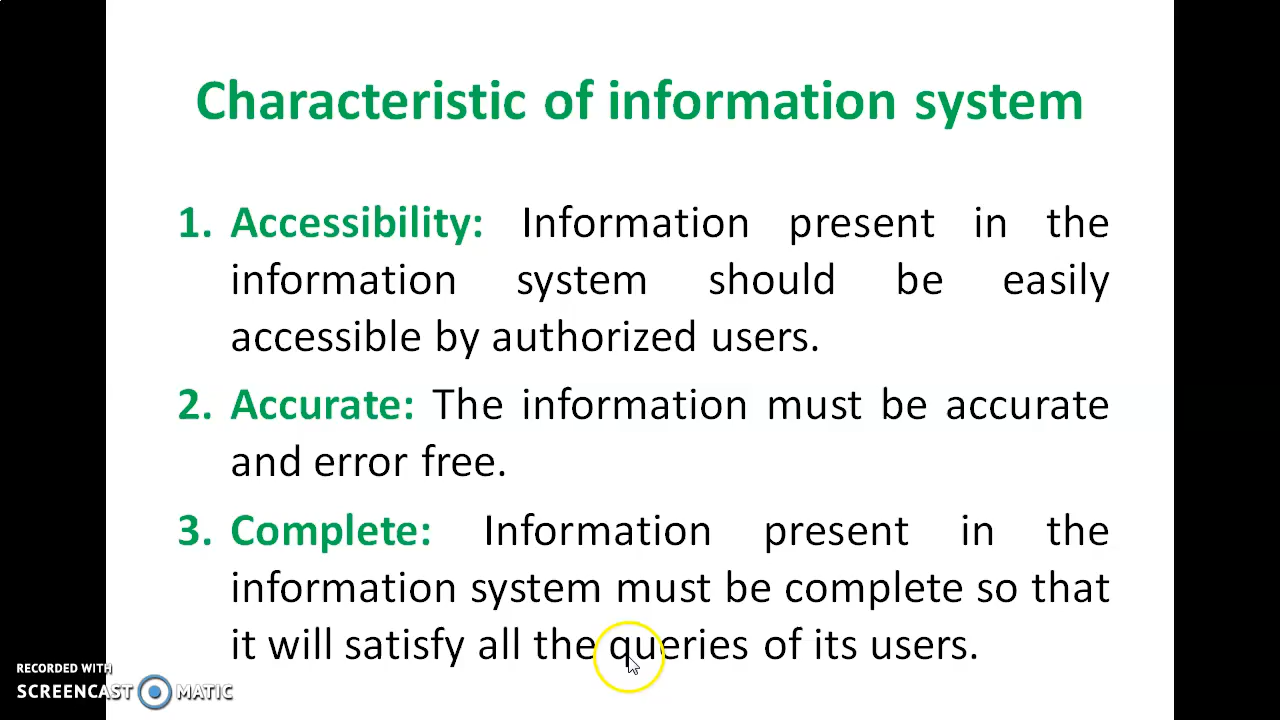 Characteristic of information system
1. Accessibility: Information present in the
information system should be easily
accessible by authorized users.
2. Accurate: The information must be accurate
and error free.
3. Complete: Information present in the
information system must be complete so that
it will satisfy all the queries of its users.
RECORDED WITH
SCREENCAST MATIC